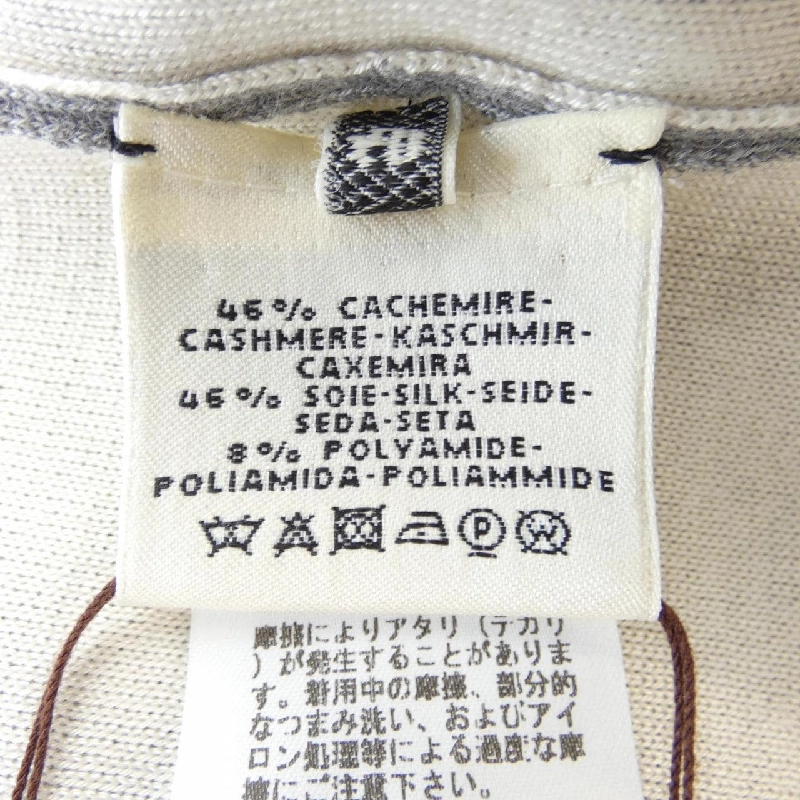 46% CACHEMIRE-
CASHMERE-KASCHMIR-
CAXEMIRA
46% SOIE-SILK-SEIDE-
SEDA-SETA
8% POLYAMIDE-
POLIAMIDA-POLIAMMIDE
P
W
摩擦によりアタリ（テカリ
）が発生することがありま
す。着用中の摩擦、部分的
なつまみ洗い、およびアイ
ロン処理等による過度な摩
擦にご注意下さい。